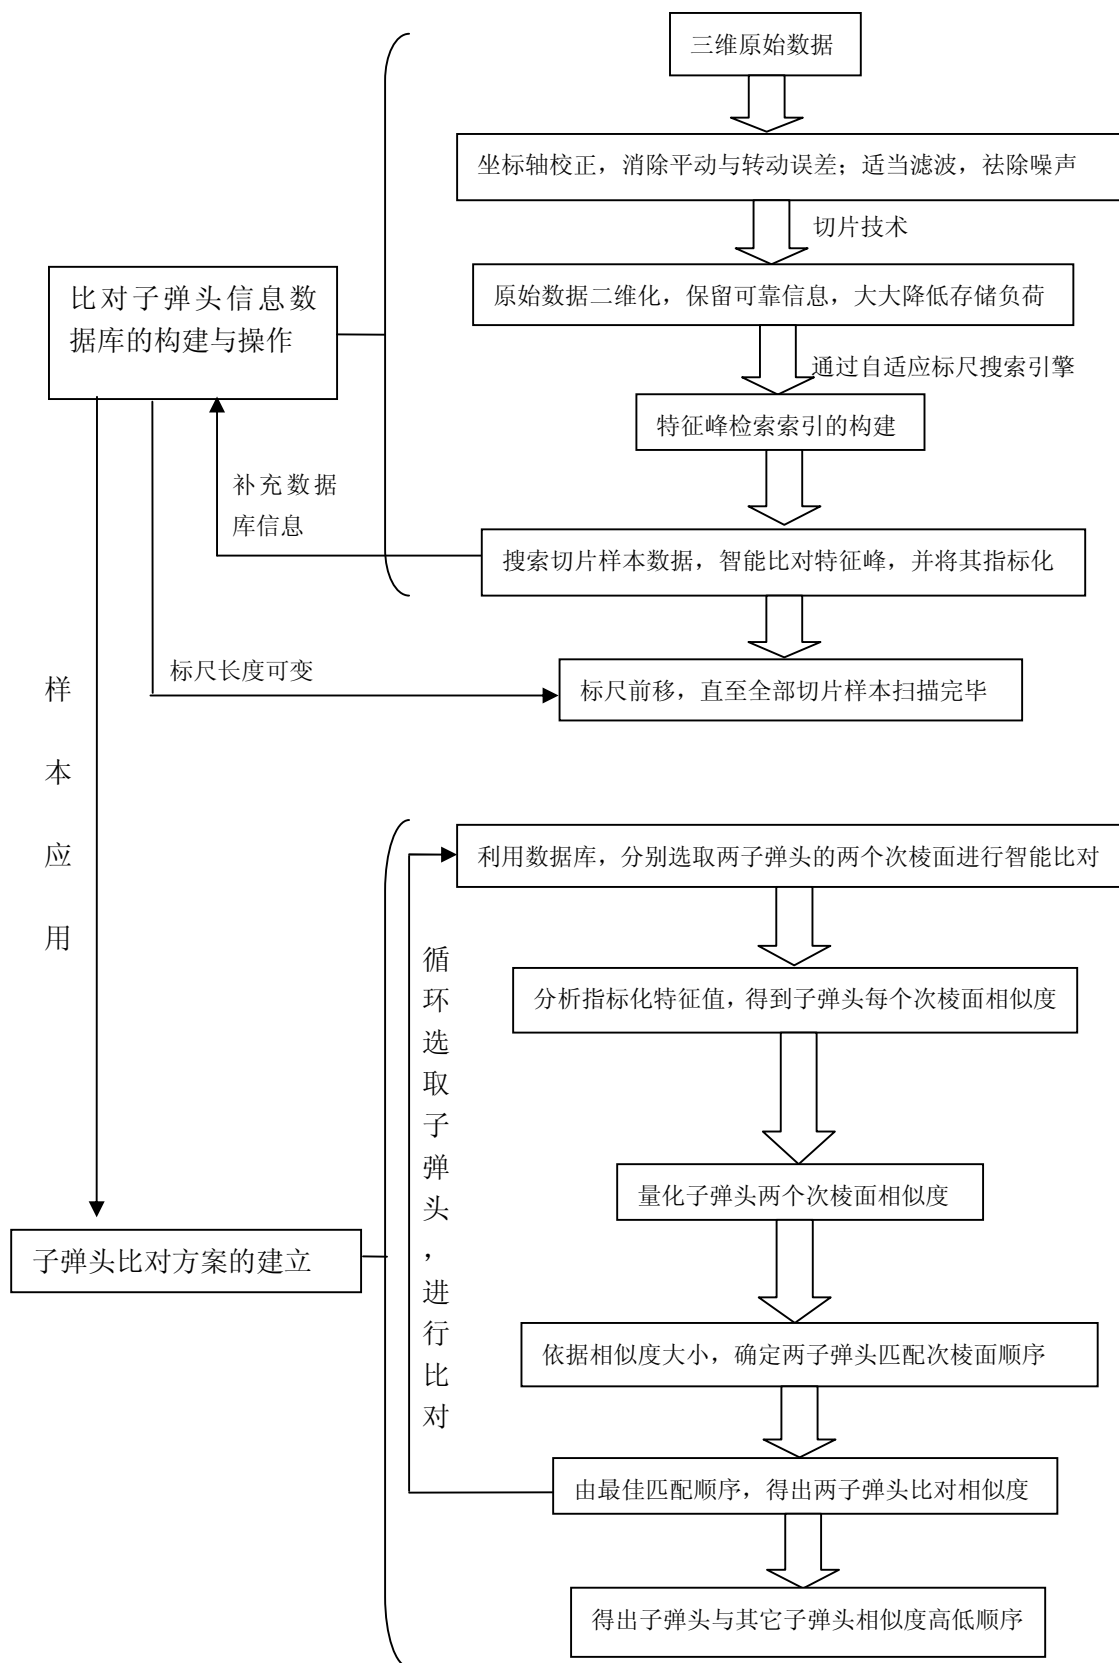 三维原始数据
坐标轴校正，消除平动与转动误差；适当滤波，祛除噪声
切片技术
原始数据二维化，保留可靠信息，大大降低存储负荷
比对子弹头信息数
据库的构建与操作
通过自适应标尺搜索引擎
特征峰检索索引的构建
补充数据
库信息
搜索切片样本数据，智能比对特征峰，并将其指标化
标尺长度可变
标尺前移，直至全部切片样本扫描完毕
样本应用
利用数据库，分别选取两子弹头的两个次棱面进行智能比对
循环选取子弹头，进行比对
分析指标化特征值，得到子弹头每个次棱面相似度
量化子弹头两个次棱面相似度
子弹头比对方案的建立
依据相似度大小，确定两子弹头匹配次棱面顺序
由最佳匹配顺序，得出两子弹头比对相似度
得出子弹头与其它子弹头相似度高低顺序